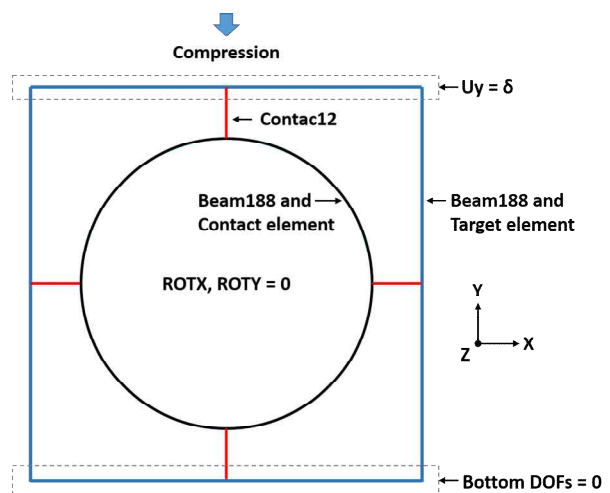 Compression
Uy = δ
Contac12
Beam188 and
Contact element
Beam188 and
Target element
ROTX, ROTY = 0
Y
Z
X
Bottom DOFs = 0